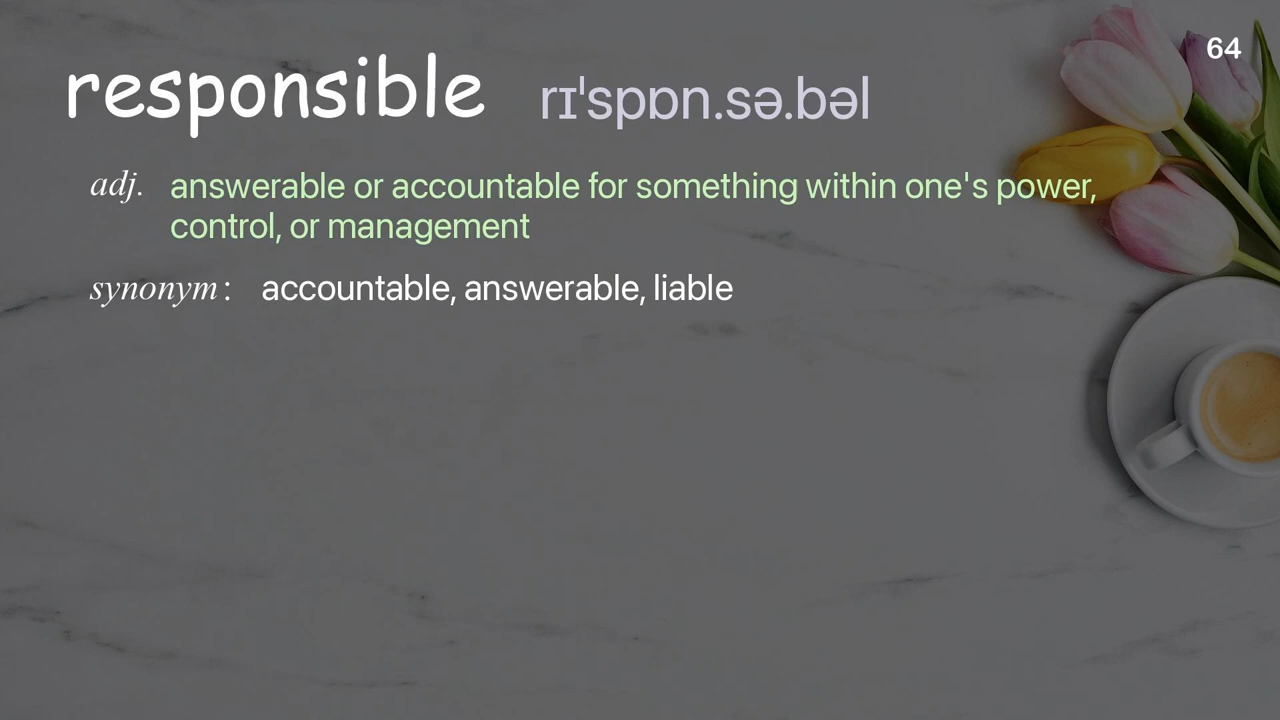 64
responsible rɪˈspɒn.sə.bəl
adj. answerable or accountable for something within one's power,
control, or management
synonym: accountable, answerable, liable